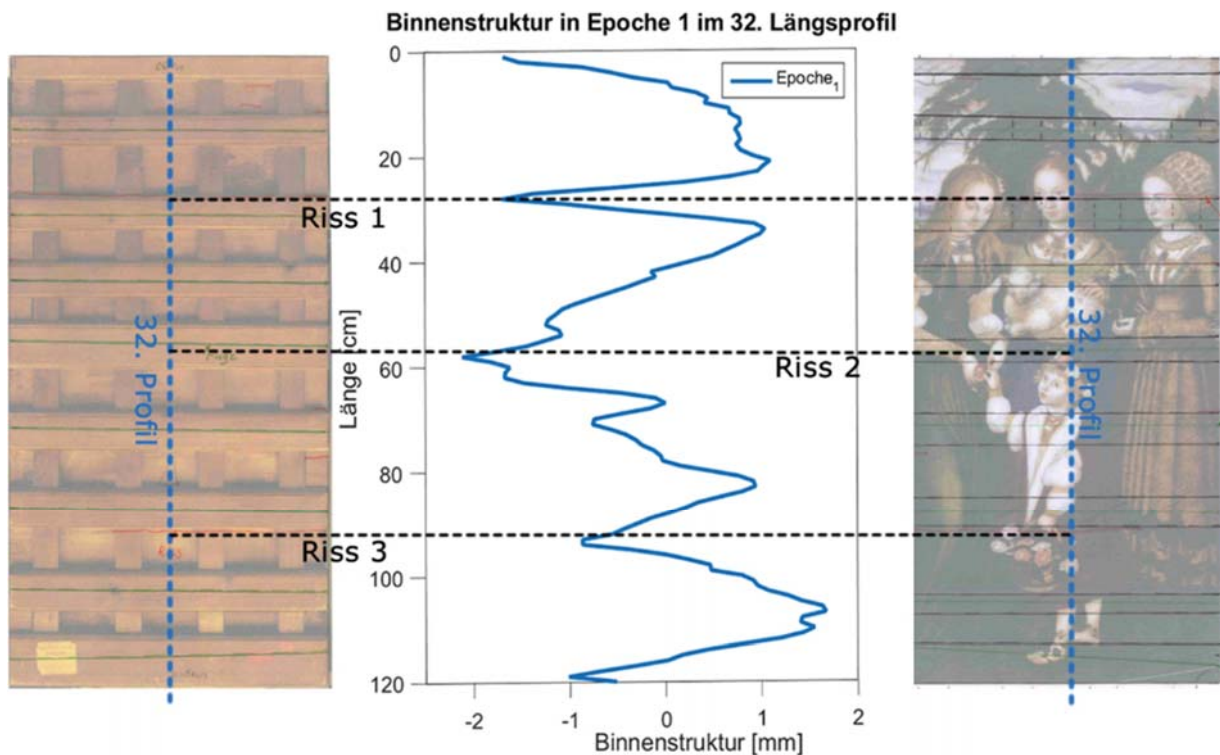 Binnenstruktur in Epoche 1 im 32. Längsprofil
0
20
40
60
80
100
120
Länge [cm]
Epoche1
Riss 1
Riss 2
Riss 3
32. Profil
32. Profil
-2
-1
0
1
2
Binnenstruktur [mm]